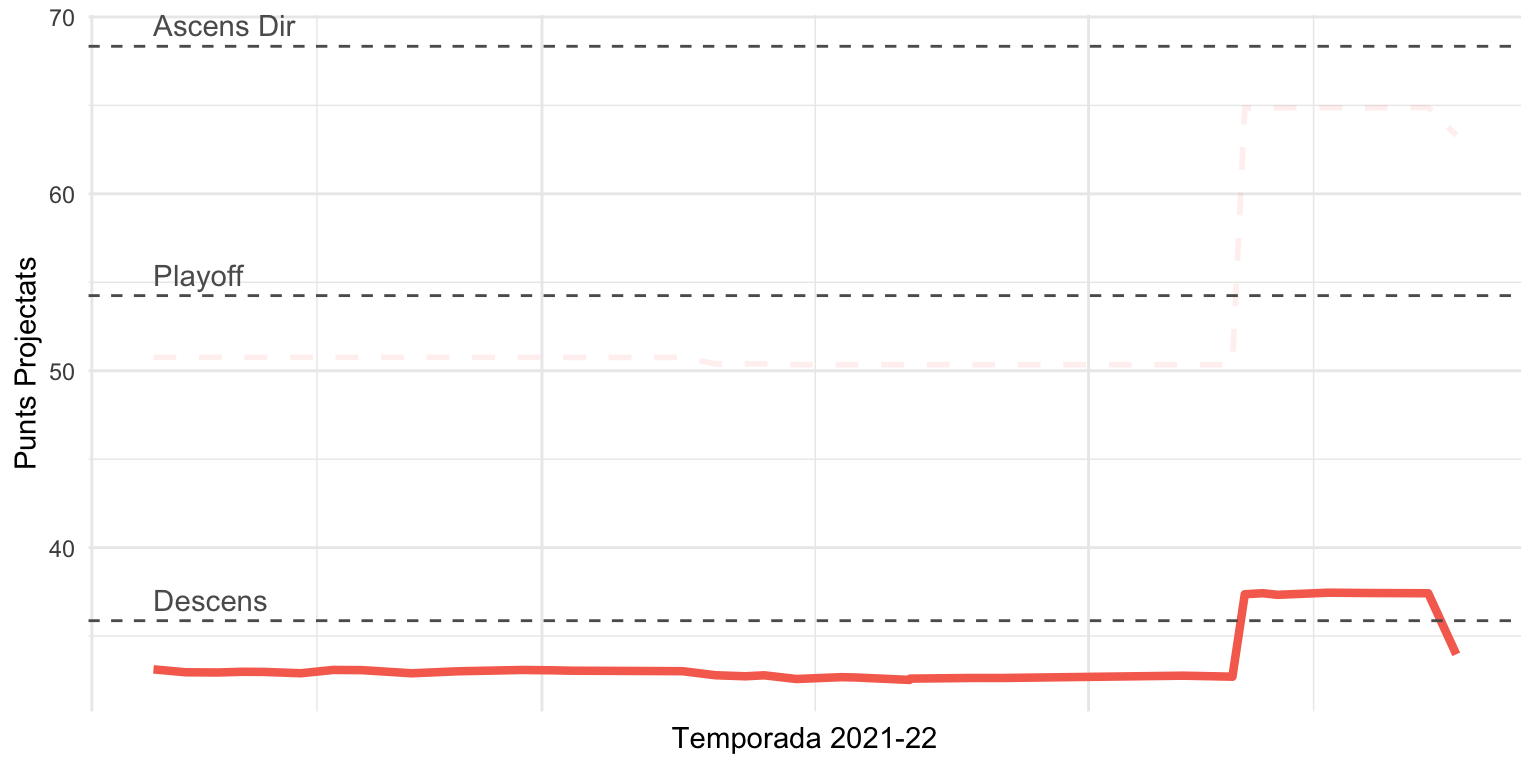 70
Ascens Dir
60
Playoff
50
40
Descens
Punts Projectats
Temporada 2021-22